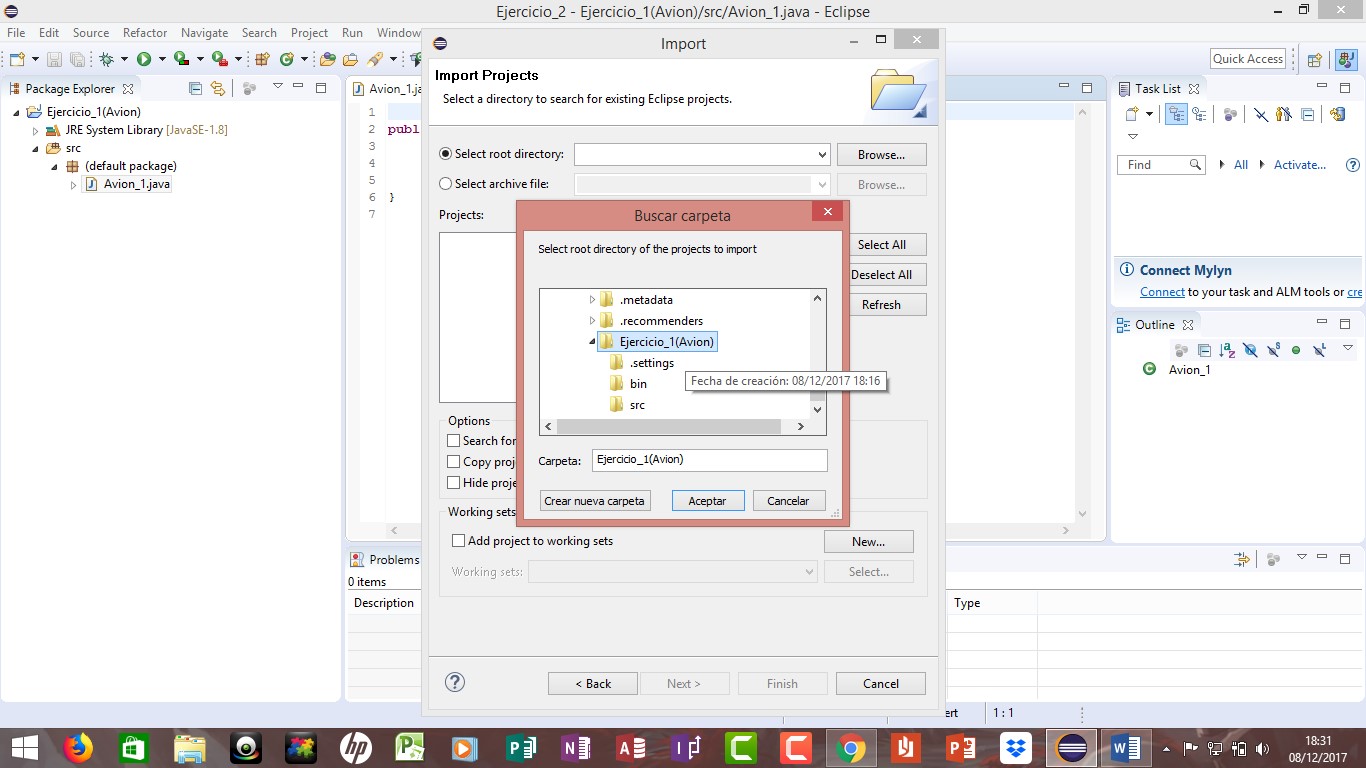 Ejercicio_2 - Ejercicio_1(Avion)/src/Avion_1.java - Eclipse
File Edit Source Refactor Navigate Search Project Run Window
Quick Access
Package Explorer
Ejercicio_1(Avion)
JRE System Library [JavaSE-1.8]
src
(default package)
Avion_1.java
Avion_1.ja
1
2 publ
3
4
5
6 }
7
Import
Import Projects
Select a directory to search for existing Eclipse projects.
Select root directory:
Browse...
Select archive file:
Browse...
Projects:
Select All
Deselect All
Refresh
Buscar carpeta
Select root directory of the projects to import
.metadata
.recommenders
Ejercicio_1(Avion)
.settings
Fecha de creación: 08/12/2017 18:16
bin
src
Carpeta: Ejercicio_1(Avion)
Crear nueva carpeta Aceptar Cancelar
Options
Search for
Copy proj
Hide proje
Working sets
Add project to working sets
New...
Working sets:
Select...
< Back Next > Finish Cancel
Task List
Find
All
Activate...
Connect Mylyn
Connect to your task and ALM tools or cre
Outline
Avion_1
Problems
0 items
Description
Type
ert
1 : 1
18:31
08/12/2017